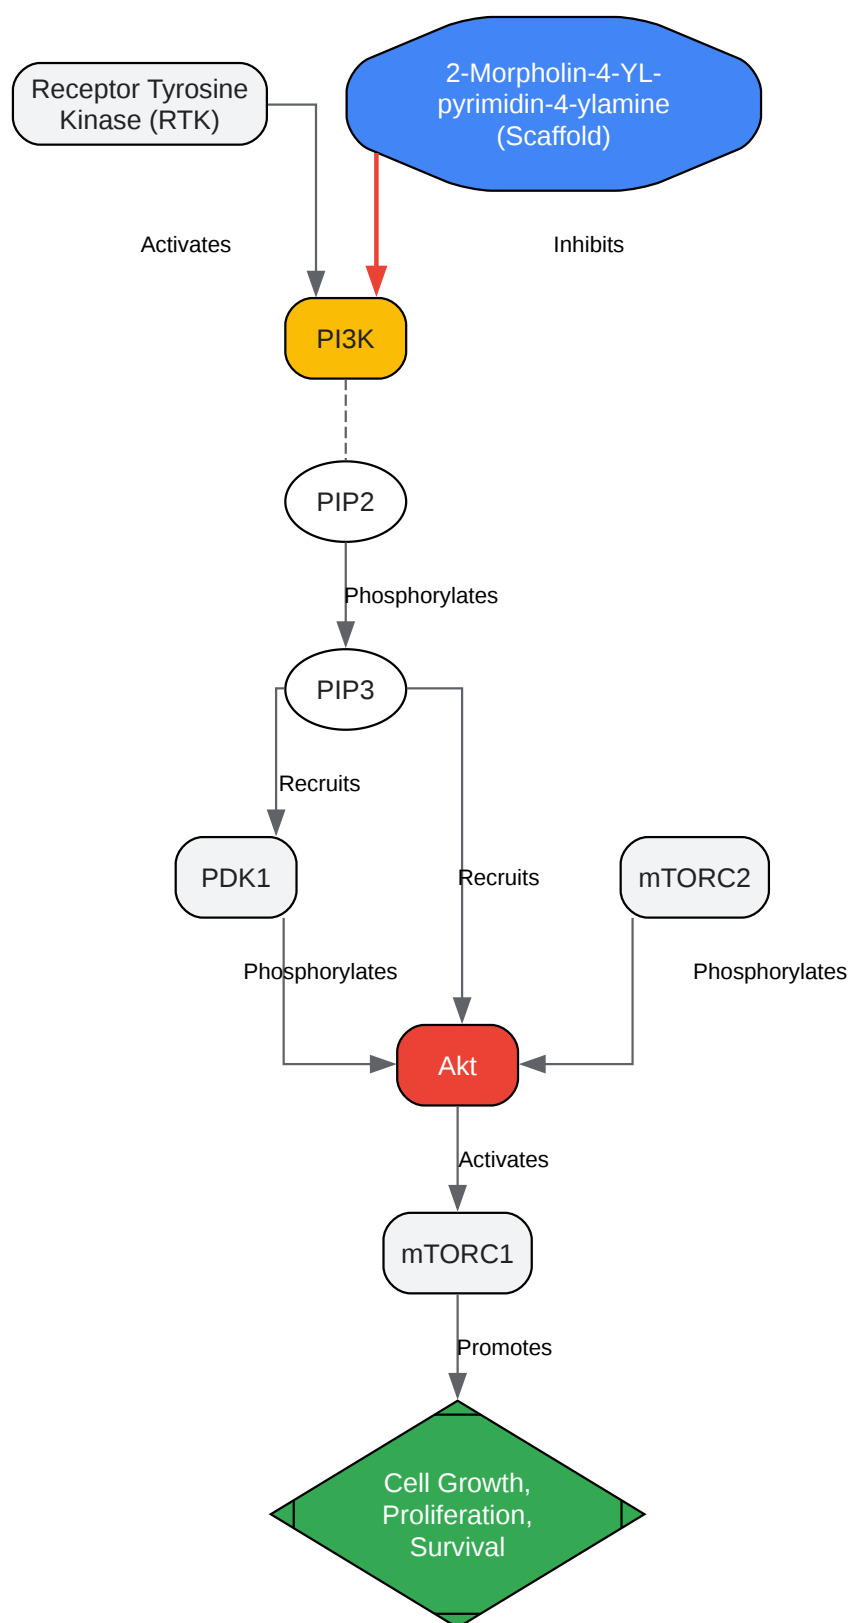 Receptor Tyrosine
Kinase (RTK)
2-Morpholin-4-YL-
pyrimidin-4-ylamine
(Scaffold)
Activates
Inhibits
PI3K
PIP2
Phosphorylates
PIP3
Recruits
PDK1
Recruits
mTORC2
Phosphorylates
Phosphorylates
Akt
Activates
mTORC1
Promotes
Cell Growth,
Proliferation,
Survival